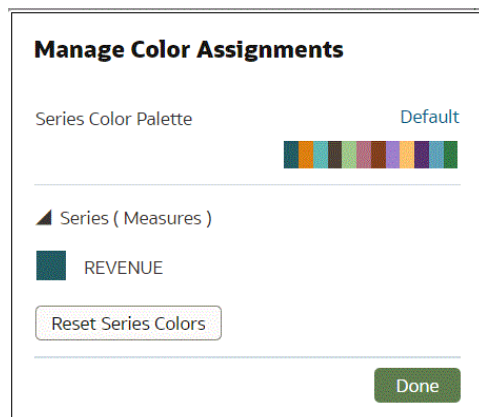 Manage Color Assignments
Series Color Palette Default
Series ( Measures )
REVENUE
Reset Series Colors
Done